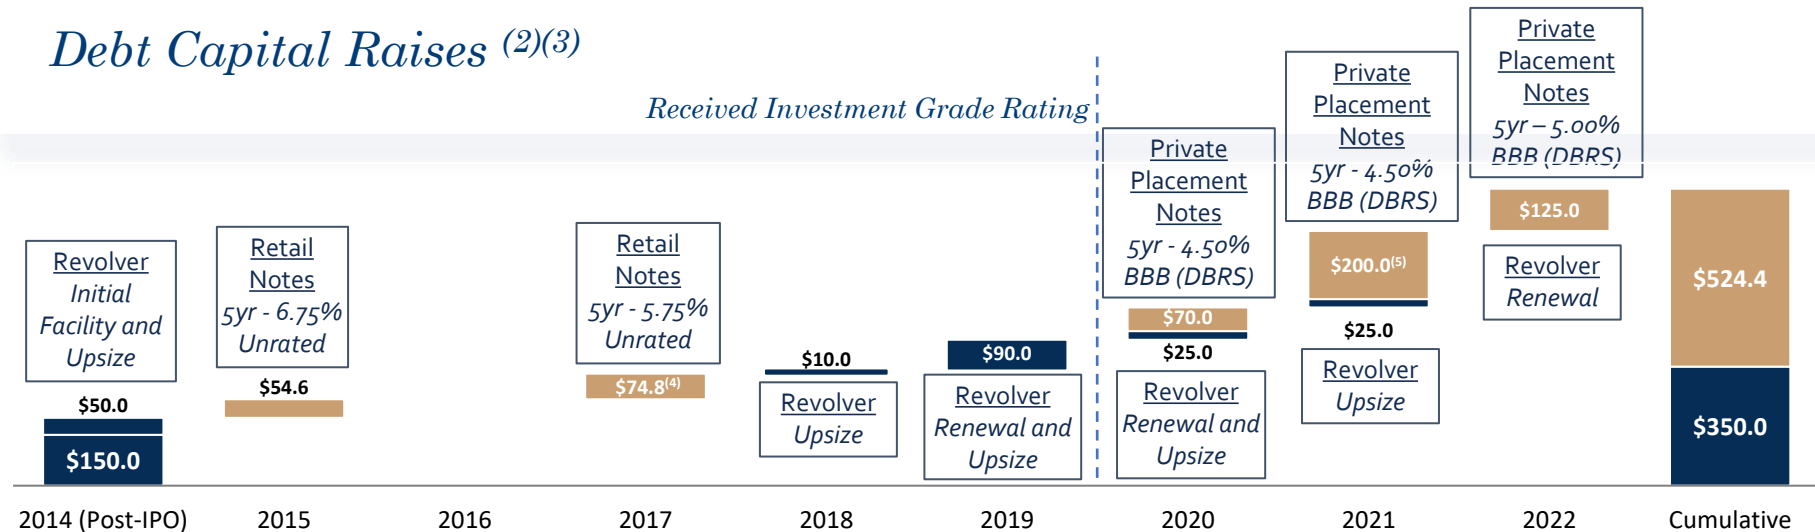 Debt Capital Raises (2)(3)
Received Investment Grade Rating
Revolver
Initial
Facility and
Upsize
$50.0
$150.0
Retail
Notes
5yr - 6.75%
Unrated
$54.6
Retail
Notes
5yr - 5.75%
Unrated
$74.8(4)
$10.0
Revolver
Upsize
$90.0
Revolver
Renewal and
Upsize
Private
Placement
Notes
5yr - 4.50%
BBB (DBRS)
$70.0
$25.0
Revolver
Renewal and
Upsize
Private
Placement
Notes
5yr - 4.50%
BBB (DBRS)
$200.0(5)
$25.0
Revolver
Upsize
Private
Placement
Notes
5yr – 5.00%
BBB (DBRS)
$125.0
Revolver
Renewal
$524.4
$350.0
2014 (Post-IPO) 2015 2016 2017 2018 2019 2020 2021 2022 Cumulative